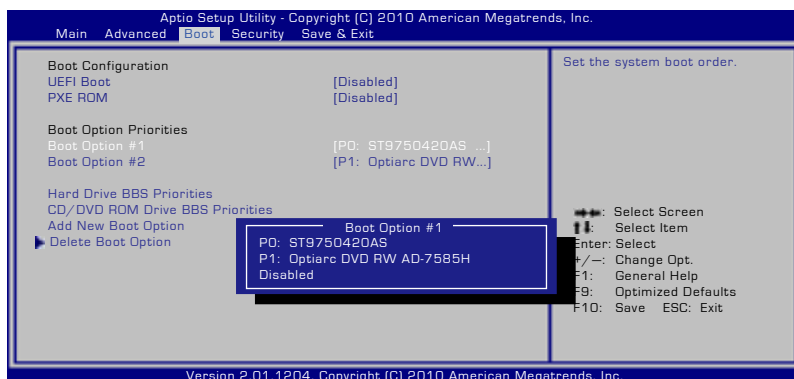 Aptio Setup Utility - Copyright (C) 2010 American Megatrends, Inc.
Main Advanced Boot Security Save & Exit
Boot Configuration
UEFI Boot [Disabled]
PXE ROM [Disabled]
Boot Option Priorities
Boot Option #1 [P0: ST9750420AS ...]
Boot Option #2 [P1: Optiarc DVD RW...]
Hard Drive BBS Priorities
CD/DVD ROM Drive BBS Priorities
Add New Boot Option
Delete Boot Option
Boot Option #1
P0: ST9750420AS
P1: Optiarc DVD RW AD-7585H
Disabled
Set the system boot order.
→←: Select Screen
↑↓: Select Item
Enter: Select
+/—: Change Opt.
F1: General Help
F9: Optimized Defaults
F10: Save ESC: Exit
Version 2.01.1204. Copyright (C) 2010 American Megatrends, Inc.